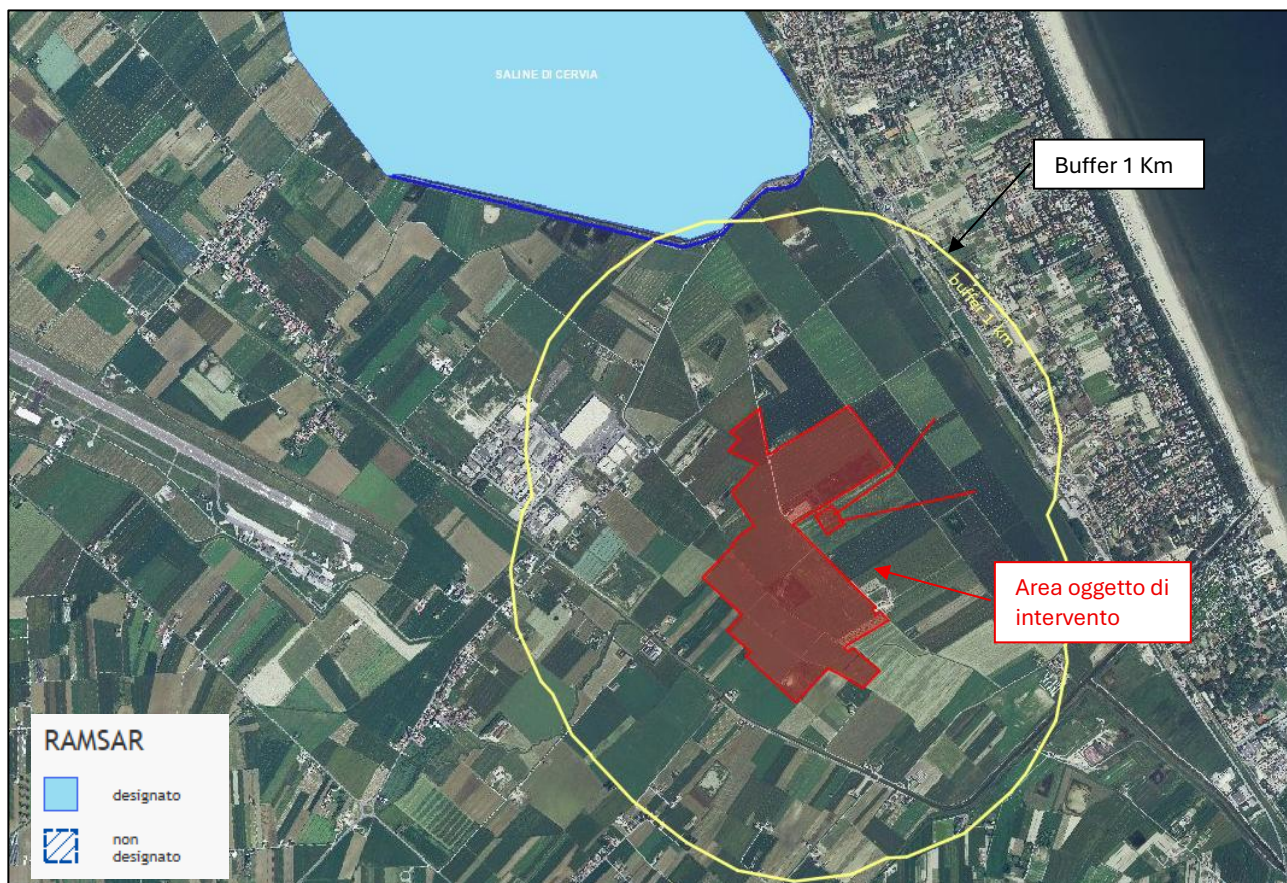 SALINE DI CERVIA
Buffer 1 Km
buffer 1 km
Area oggetto di
intervento
RAMSAR
designato
non
designato